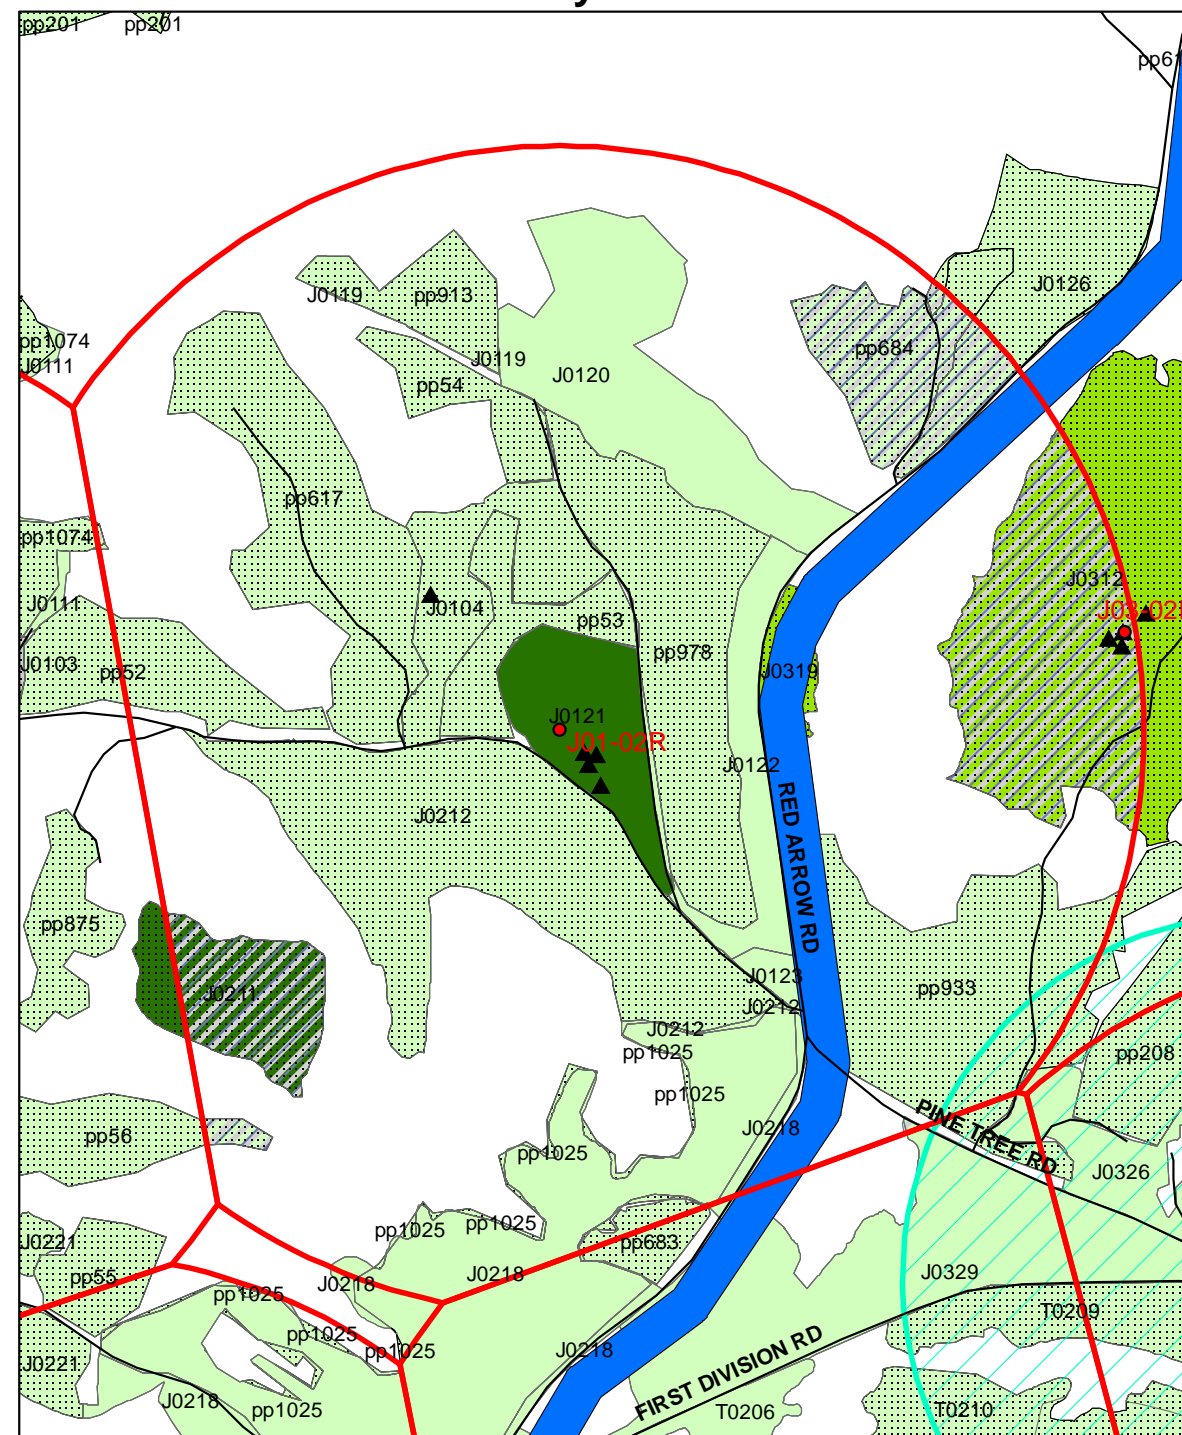 y
pp201
pp201
pp61
J0126
J0119
pp913
pp1074
J0111
pp684
J0119
J0120
pp54
pp617
pp1074
J0312
J0111
J0104
J03-02
pp53
pp978
J0103
pp52
J0319
J0121
J01-02R
J0122
RED ARROW RD
J0212
pp875
J0123
pp933
J0211
J0212
J0212
pp1025
pp208
pp1025
PINE TREE RD
J0218
pp56
pp1025
J0326
pp1025
pp1025
J0221
pp683
pp55
J0218
J0218
J0329
pp1025
T0209
pp1025
FIRST DIVISION RD
pp1025
J0218
J0221
J0218
pp1025
T0206
T0210